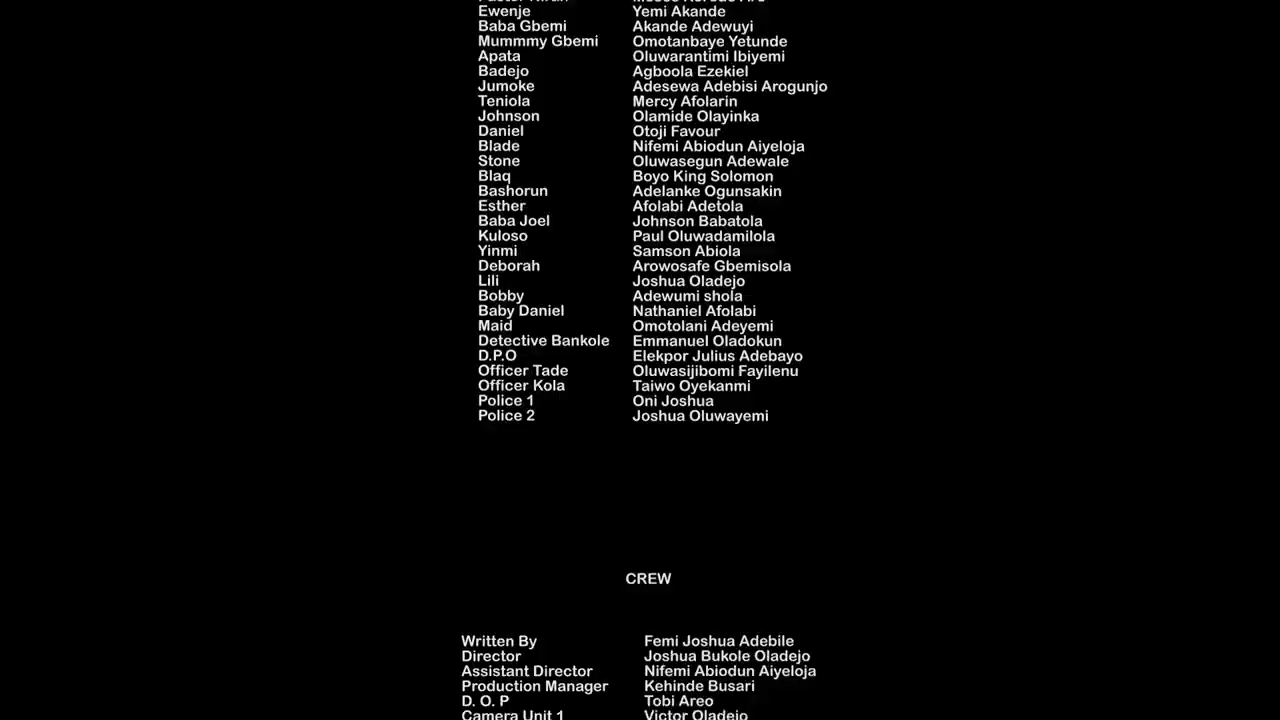 Ewenje Yemi Akande
Baba Gbemi Akande Adewuyi
Mummmy Gbemi Omotanbaye Yetunde
Apata Oluwarantimi Ibiyemi
Badejo Agboola Ezekiel
Jumoke Adesewa Adebisi Arogunjo
Teniola Mercy Afolarin
Johnson Olamide Olayinka
Daniel Otoji Favour
Blade Nifemi Abiodun Aiyeloja
Stone Oluwasegun Adewale
Blaq Boyo King Solomon
Bashorun Adelanke Ogunsakin
Esther Afolabi Adetola
Baba Joel Johnson Babatola
Kuloso Paul Oluwadamilola
Yinmi Samson Abiola
Deborah Arowosafe Gbemisola
Lili Joshua Oladejo
Bobby Adewumi shola
Baby Daniel Nathaniel Afolabi
Maid Omotolani Adeyemi
Detective Bankole Emmanuel Oladokun
D.P.O Elekpor Julius Adebayo
Officer Tade Oluwasijibomi Fayilenu
Officer Kola Taiwo Oyekanmi
Police 1 Oni Joshua
Police 2 Joshua Oluwayemi
CREW
Written By Femi Joshua Adebile
Director Joshua Bukole Oladejo
Assistant Director Nifemi Abiodun Aiyeloja
Production Manager Kehinde Busari
D. O. P Tobi Areo
Camera Unit 1 Victor Oladejo